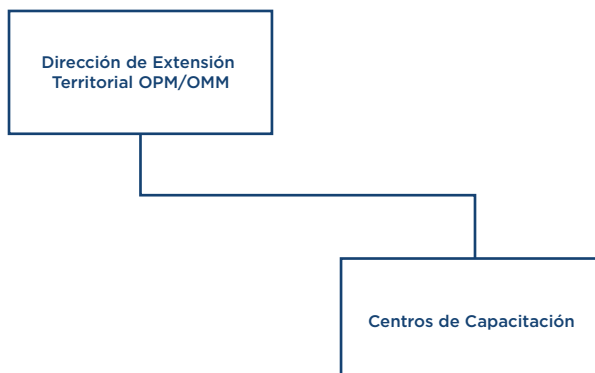 Dirección de Extensión
Territorial OPM/OMM
Centros de Capacitación